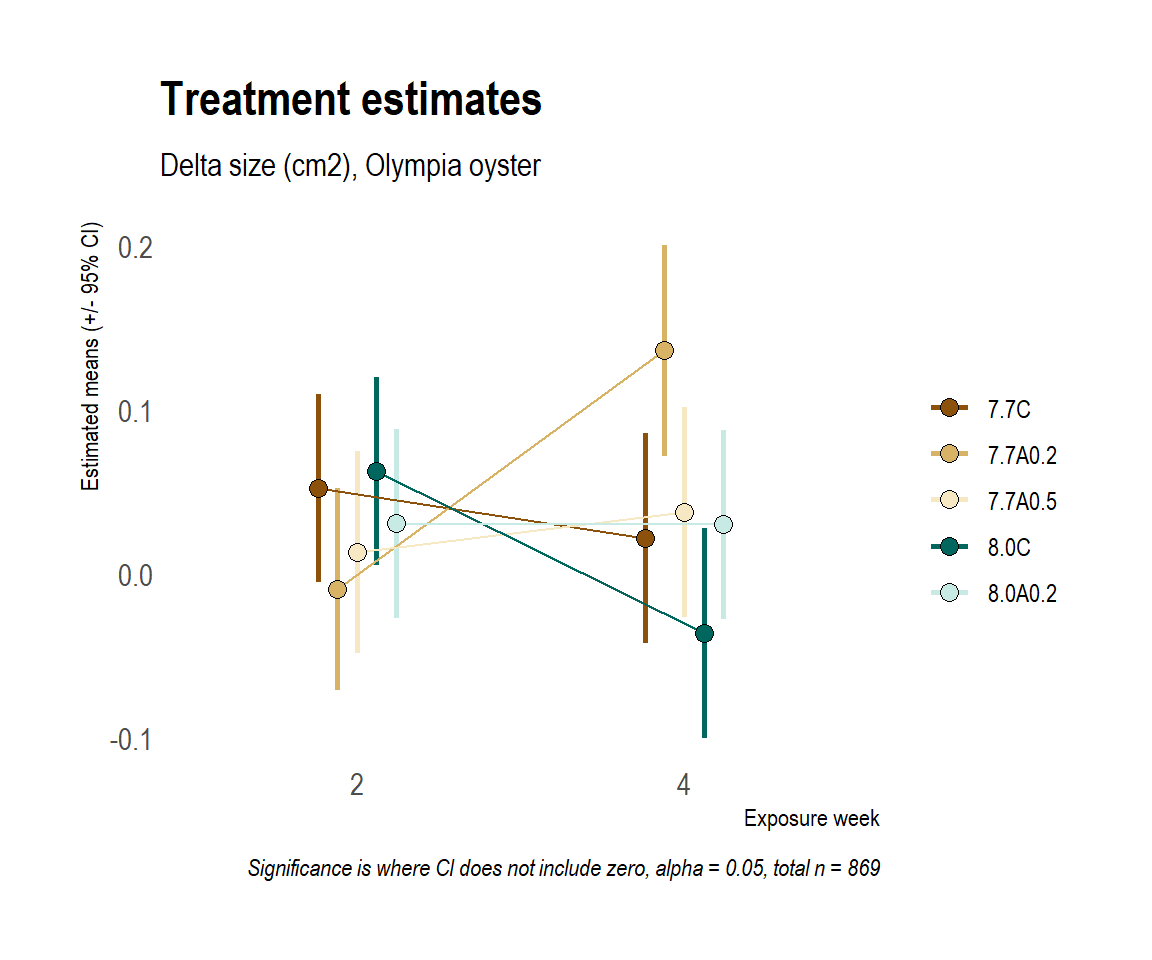 Treatment estimates
Delta size (cm2), Olympia oyster
Estimated means (+/- 95% CI)
0.2
0.1
0.0
-0.1
2
4
Exposure week
7.7C
7.7A0.2
7.7A0.5
8.0C
8.0A0.2
Significance is where CI does not include zero, alpha = 0.05, total n = 869